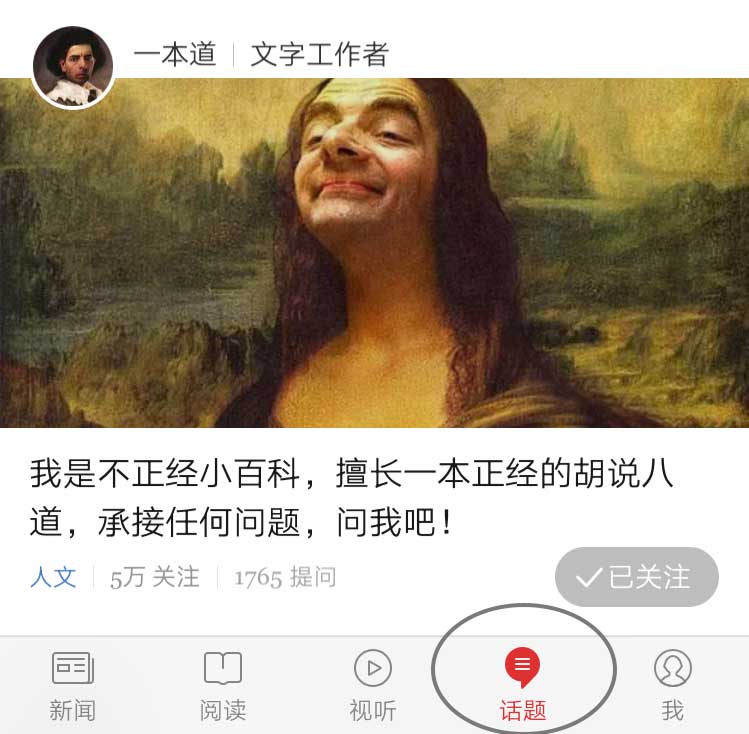 一本道 | 文字工作者
我是不正经小百科，擅长一本正经的胡说八
道，承接任何问题，问我吧！
人文 | 5万 关注 | 1765 提问
已关注
新闻 阅读 视听 话题 我